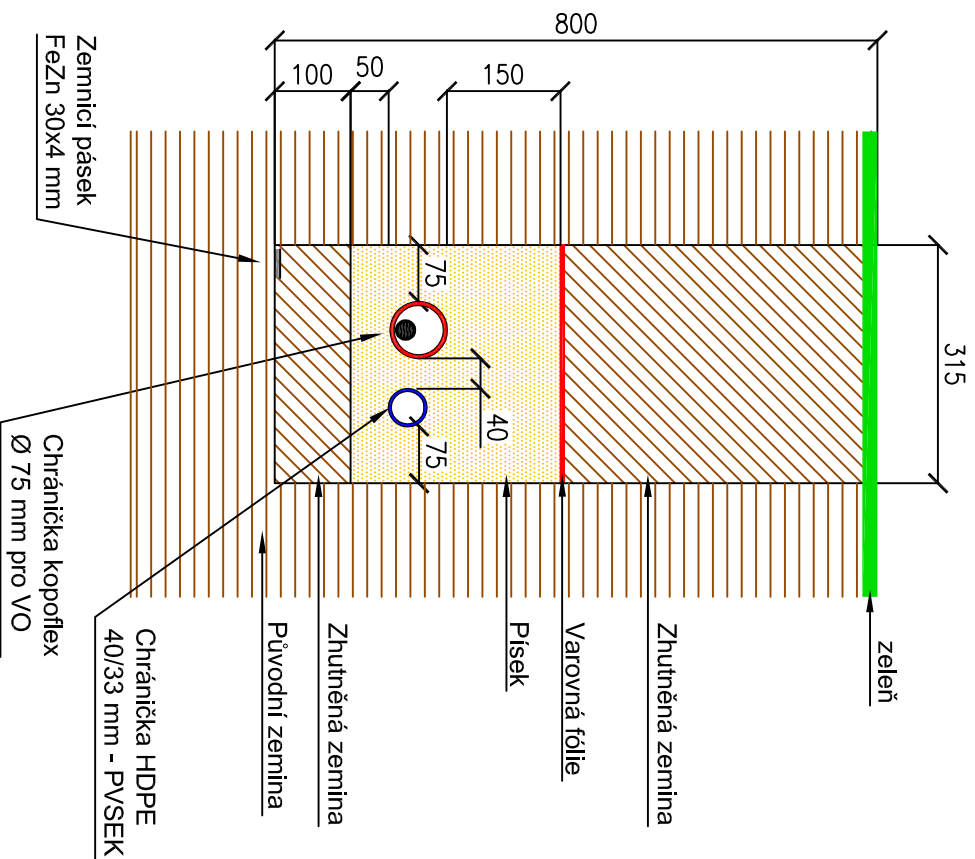 800
100
50
150
315
75
40
75
Zemnicí pásek
FeZn 30x4 mm
zeleň
Zhutněná zemina
Varovná fólie
Písek
Zhutněná zemina
Původní zemina
Chránička HDPE
40/33 mm - PVSEK
Chránička kopoflex
Ø 75 mm pro VO